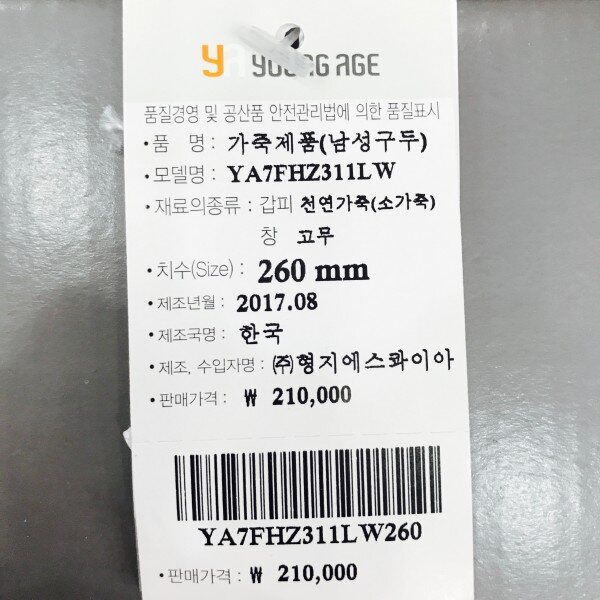 YA YOUNG AGE
품질경영 및 공산품 안전관리법에 의한 품질표시
• 품 명 : 가죽제품(남성구두)
• 모델명 : YA7FHZ311LW
• 재료의종류 : 갑피 천연가죽(소가죽)
창 고무
• 치수(Size) : 260 mm
• 제조년월 : 2017.08
• 제조국명 : 한국
• 제조, 수입자명 : ㈜형지에스콰이아
• 판매가격 : ₩ 210,000
YA7FHZ311LW260
• 판매가격 : ₩ 210,000